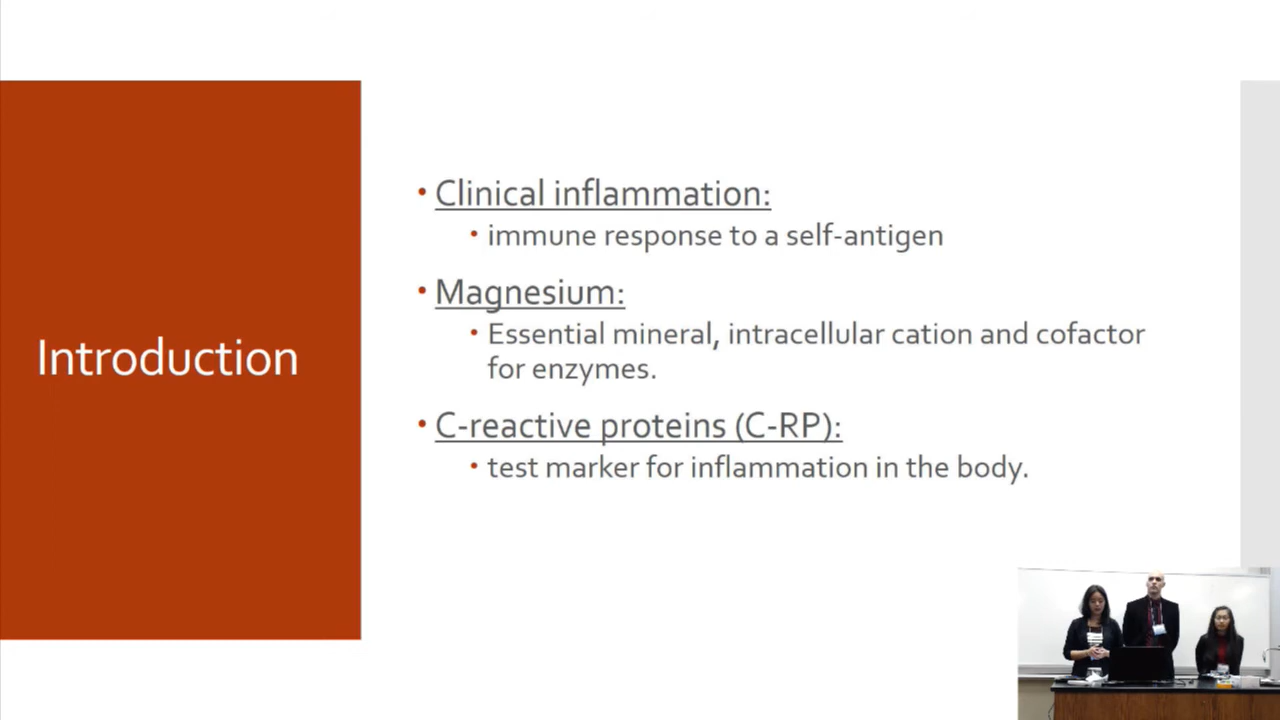 Introduction
• Clinical inflammation:
• immune response to a self-antigen
• Magnesium:
• Essential mineral, intracellular cation and cofactor
for enzymes.
• C-reactive proteins (C-RP):
• test marker for inflammation in the body.